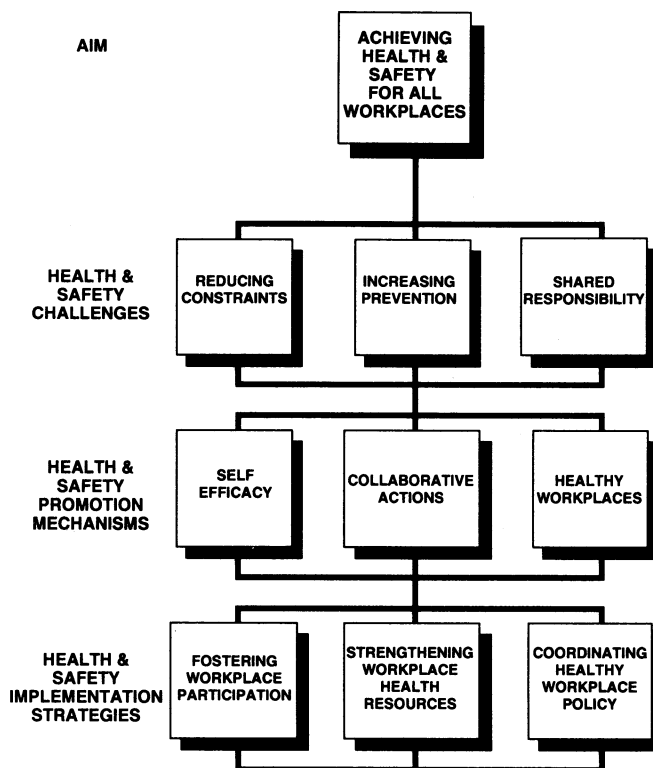 AIM
ACHIEVING
HEALTH &
SAFETY
FOR ALL
WORKPLACES
HEALTH &
SAFETY
CHALLENGES
REDUCING
CONSTRAINTS
INCREASING
PREVENTION
SHARED
RESPONSIBILITY
HEALTH &
SAFETY
PROMOTION
MECHANISMS
SELF
EFFICACY
COLLABORATIVE
ACTIONS
HEALTHY
WORKPLACES
HEALTH &
SAFETY
IMPLEMENTATION
STRATEGIES
FOSTERING
WORKPLACE
PARTICIPATION
STRENGTHENING
WORKPLACE
HEALTH
RESOURCES
COORDINATING
HEALTHY
WORKPLACE
POLICY